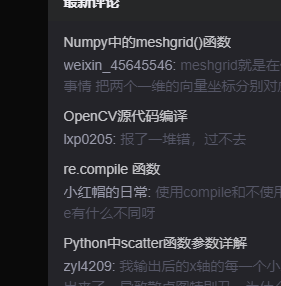 最新评论
Numpy中的meshgrid()函数
weixin_45645546: meshgrid就是在
事情 把两个一维的向量坐标分别对
OpenCV源代码编译
lxp0205: 报了一堆错，过不去
re.compile 函数
小红帽的日常: 使用compile和不使用
e有什么不同呀
Python中scatter函数参数详解
zyl4209: 我输出后的x轴的每一个小